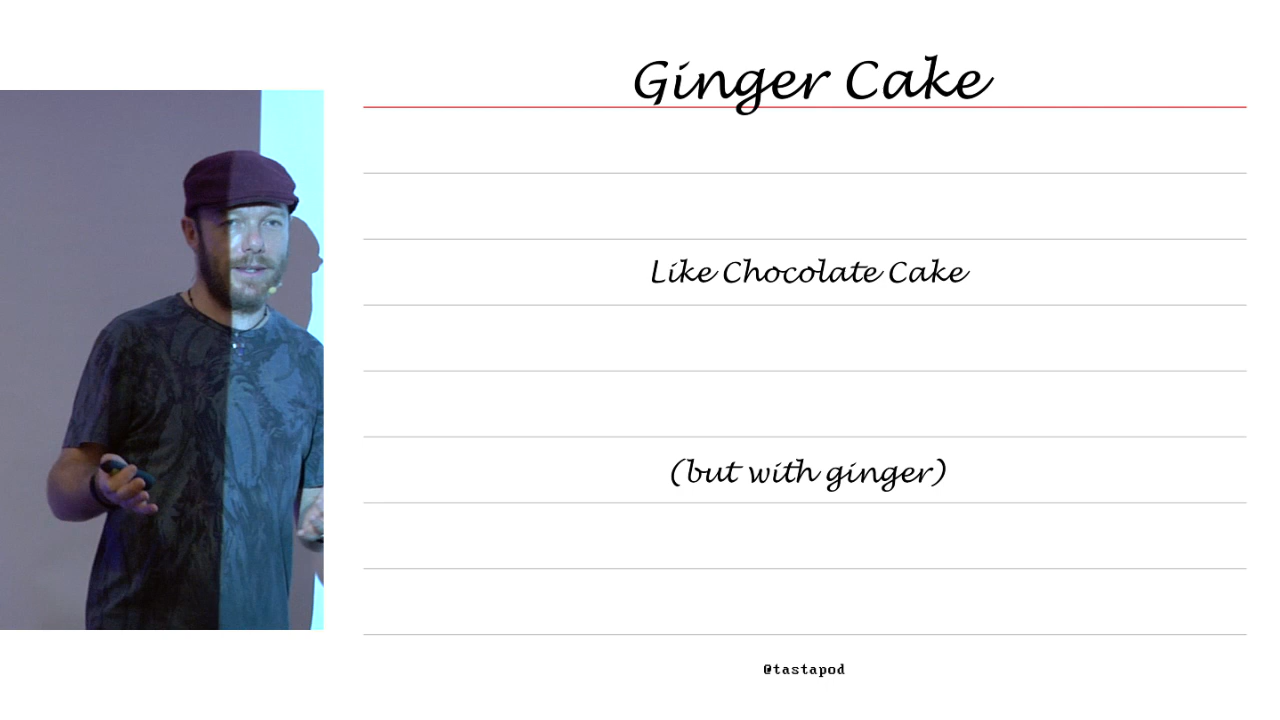 Ginger Cake
Like Chocolate Cake
(but with ginger)
@tastapod